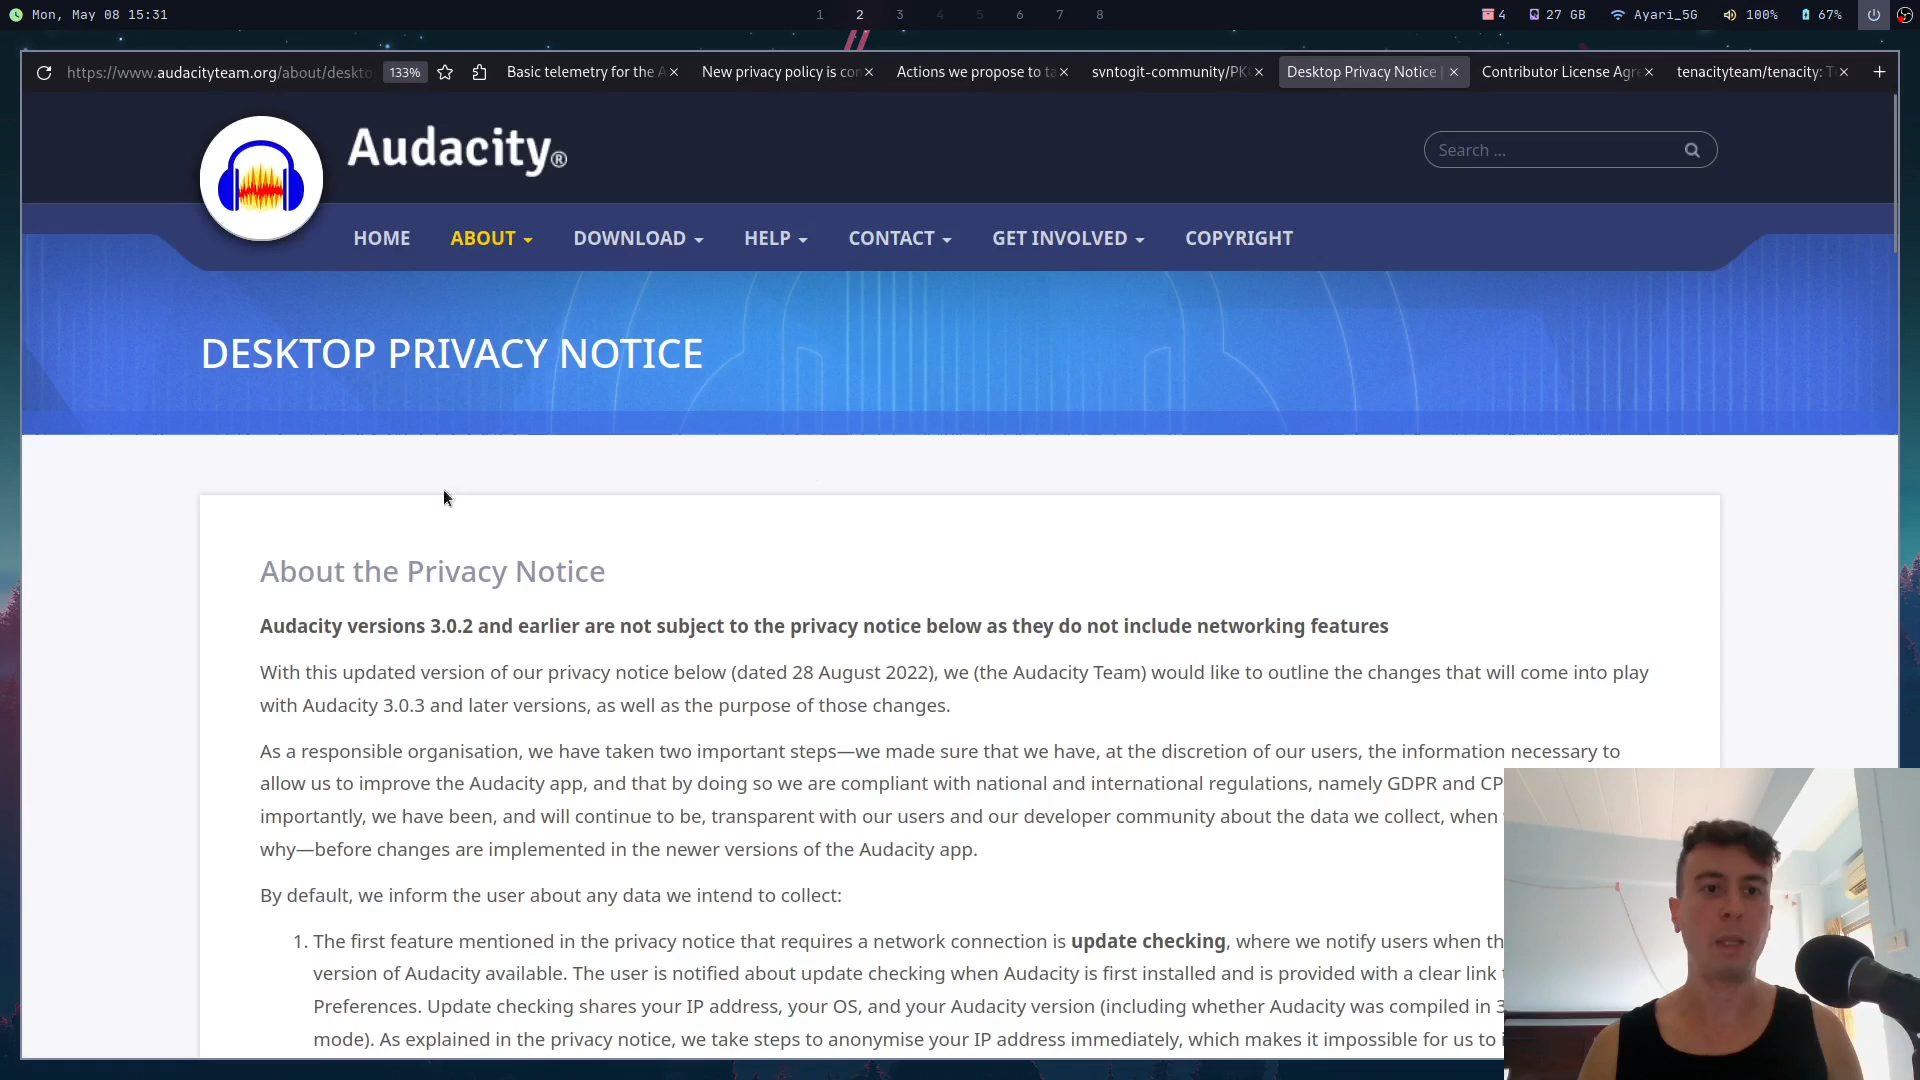 Mon, May 08 15:31
1 2 3 4 5 6 7 8
4 27 GB Ayari_5G 100% 67%
https://www.audacityteam.org/about/deskto
133%
Basic telemetry for the A
New privacy policy is con
Actions we propose to ta
svntogit-community/PK
Desktop Privacy Notice |
Contributor License Agre
tenacityteam/tenacity: T
Audacity®
Search ...
HOME ABOUT DOWNLOAD HELP CONTACT GET INVOLVED COPYRIGHT
DESKTOP PRIVACY NOTICE
About the Privacy Notice
Audacity versions 3.0.2 and earlier are not subject to the privacy notice below as they do not include networking features
With this updated version of our privacy notice below (dated 28 August 2022), we (the Audacity Team) would like to outline the changes that will come into play
with Audacity 3.0.3 and later versions, as well as the purpose of those changes.
As a responsible organisation, we have taken two important steps—we made sure that we have, at the discretion of our users, the information necessary to
allow us to improve the Audacity app, and that by doing so we are compliant with national and international regulations, namely GDPR and CP
importantly, we have been, and will continue to be, transparent with our users and our developer community about the data we collect, when
why—before changes are implemented in the newer versions of the Audacity app.
By default, we inform the user about any data we intend to collect:
1. The first feature mentioned in the privacy notice that requires a network connection is update checking, where we notify users when th
version of Audacity available. The user is notified about update checking when Audacity is first installed and is provided with a clear link
Preferences. Update checking shares your IP address, your OS, and your Audacity version (including whether Audacity was compiled in 3
mode). As explained in the privacy notice, we take steps to anonymise your IP address immediately, which makes it impossible for us to